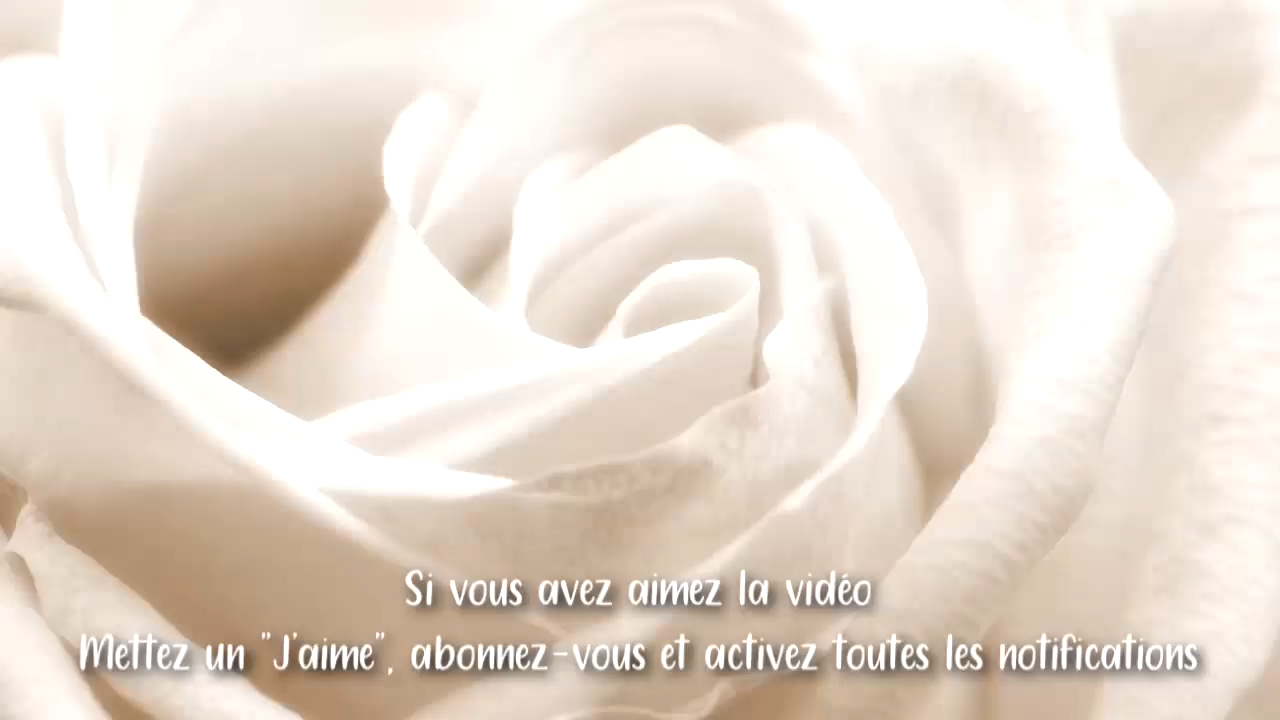 Si vous avez aimez la vidéo
Mettez un "J'aime", abonnez-vous et activez toutes les notifications